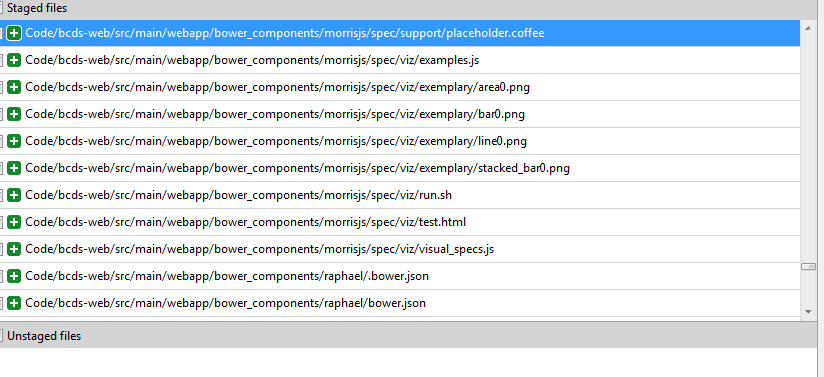 Staged files
Code/bcds-web/src/main/webapp/bower_components/morrisjs/spec/support/placeholder.coffee
Code/bcds-web/src/main/webapp/bower_components/morrisjs/spec/viz/examples.js
Code/bcds-web/src/main/webapp/bower_components/morrisjs/spec/viz/exemplary/area0.png
Code/bcds-web/src/main/webapp/bower_components/morrisjs/spec/viz/exemplary/bar0.png
Code/bcds-web/src/main/webapp/bower_components/morrisjs/spec/viz/exemplary/line0.png
Code/bcds-web/src/main/webapp/bower_components/morrisjs/spec/viz/exemplary/stacked_bar0.png
Code/bcds-web/src/main/webapp/bower_components/morrisjs/spec/viz/run.sh
Code/bcds-web/src/main/webapp/bower_components/morrisjs/spec/viz/test.html
Code/bcds-web/src/main/webapp/bower_components/morrisjs/spec/viz/visual_specs.js
Code/bcds-web/src/main/webapp/bower_components/raphael/.bower.json
Code/bcds-web/src/main/webapp/bower_components/raphael/bower.json
Unstaged files